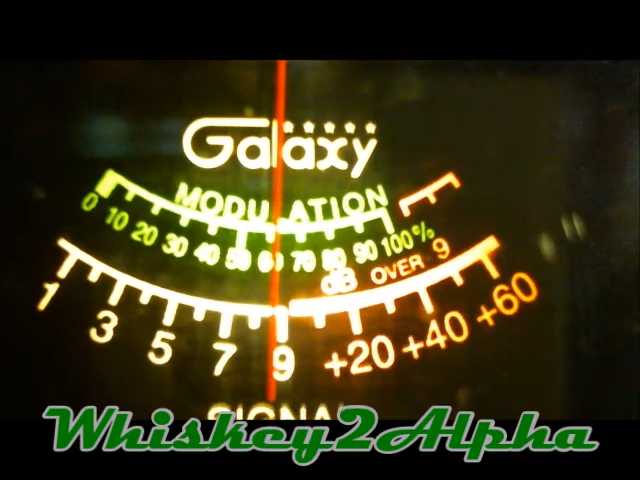 Galaxy
MODULATION
0 10 20 30 40 50 60 70 80 90 100%
dB OVER 9
1 3 5 7 9 +20 +40 +60
SIGNAL
Whiskey2Alpha